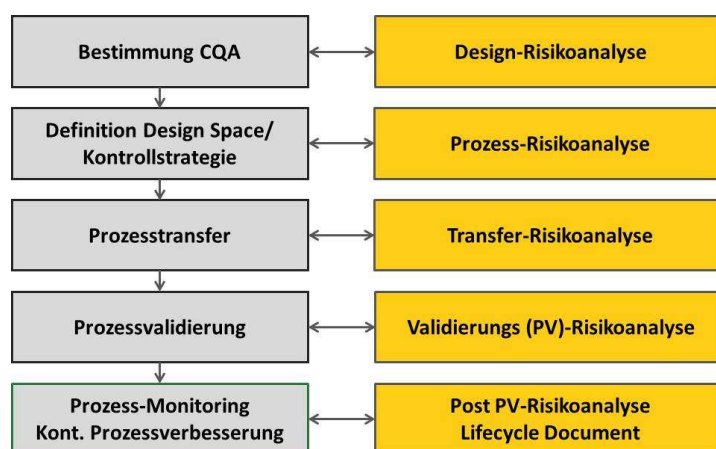 Bestimmung CQA
Design-Risikoanalyse
Definition Design Space/
Kontrollstrategie
Prozess-Risikoanalyse
Prozesstransfer
Transfer-Risikoanalyse
Prozessvalidierung
Validierungs (PV)-Risikoanalyse
Prozess-Monitoring
Kont. Prozessverbesserung
Post PV-Risikoanalyse
Lifecycle Document